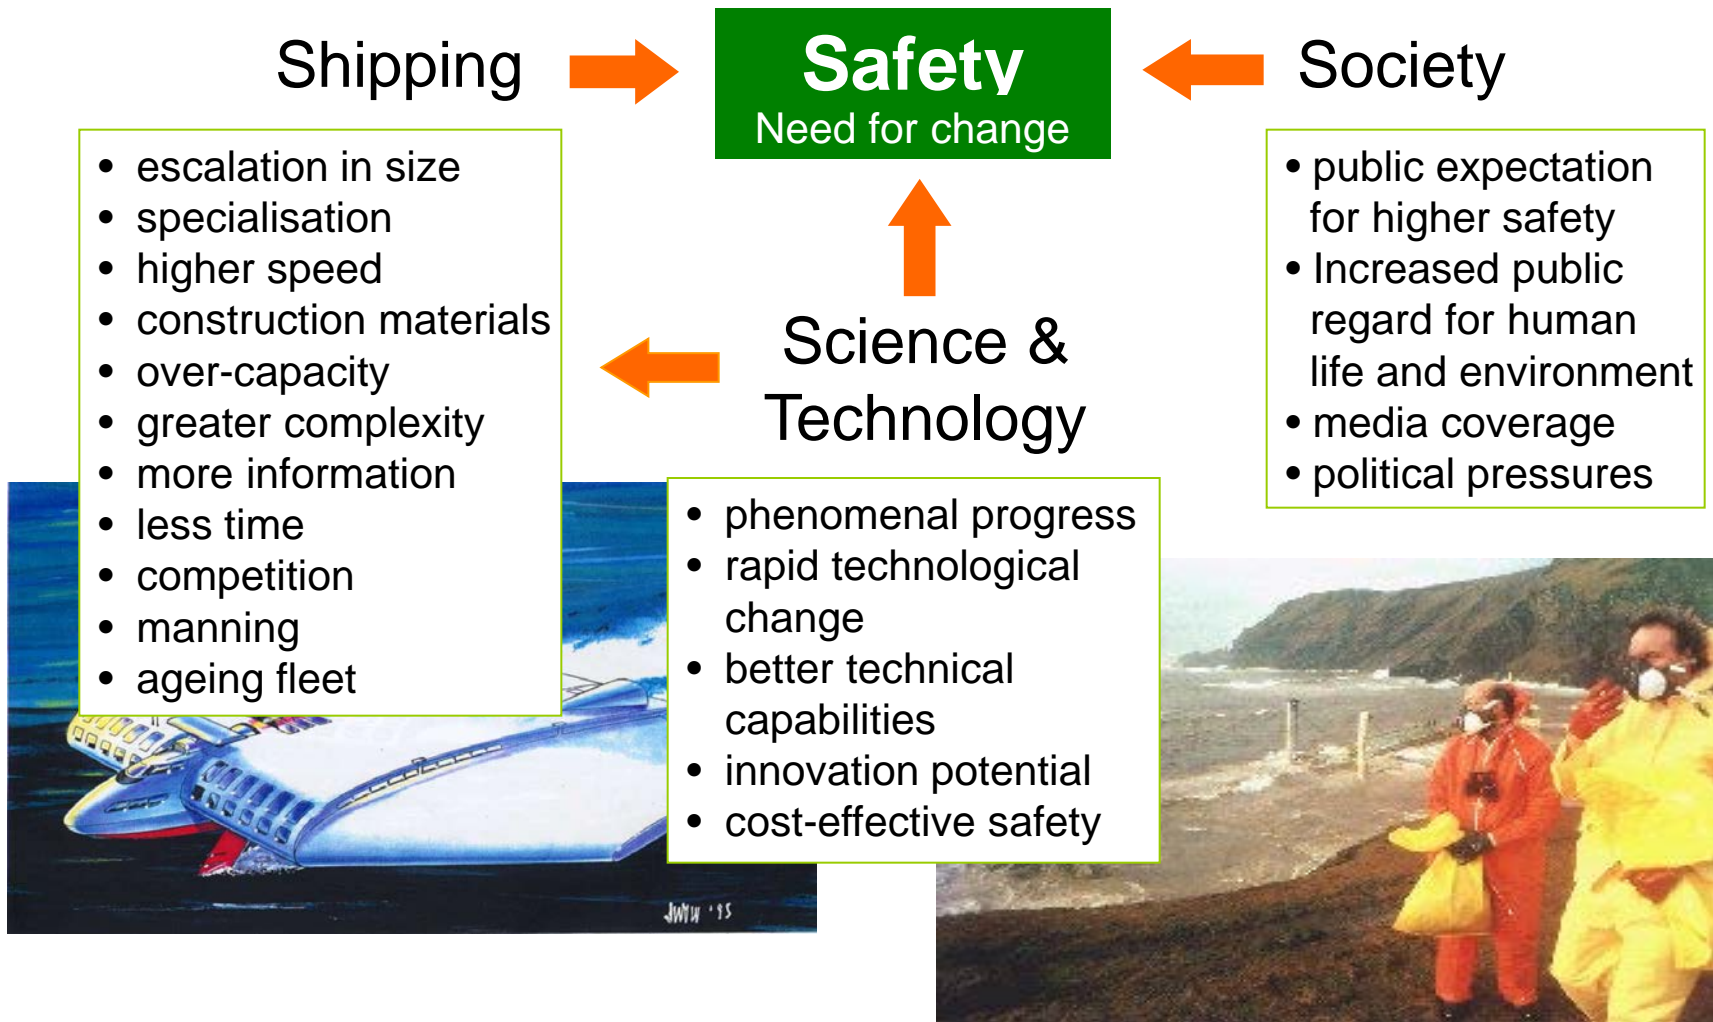 Shipping
Safety
Need for change
Society
• escalation in size
• specialisation
• higher speed
• construction materials
• over-capacity
• greater complexity
• more information
• less time
• competition
• manning
• ageing fleet
Science &
Technology
• phenomenal progress
• rapid technological
change
• better technical
capabilities
• innovation potential
• cost-effective safety
• public expectation
for higher safety
• Increased public
regard for human
life and environment
• media coverage
• political pressures